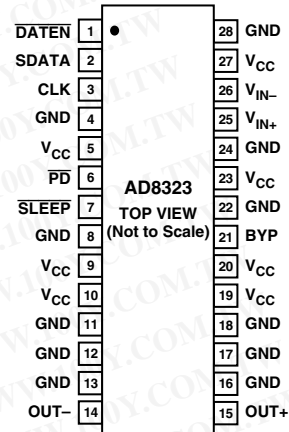 DATEN 1 28 GND
SDATA 2 27 VCC
CLK 3 26 VIN–
GND 4 25 VIN+
VCC 5 24 GND
PD 6 23 VCC
AD8323
SLEEP 7 TOP VIEW 22 GND
GND 8 (Not to Scale) 21 BYP
VCC 9 20 VCC
VCC 10 19 VCC
GND 11 18 GND
GND 12 17 GND
GND 13 16 GND
OUT– 14 15 OUT+